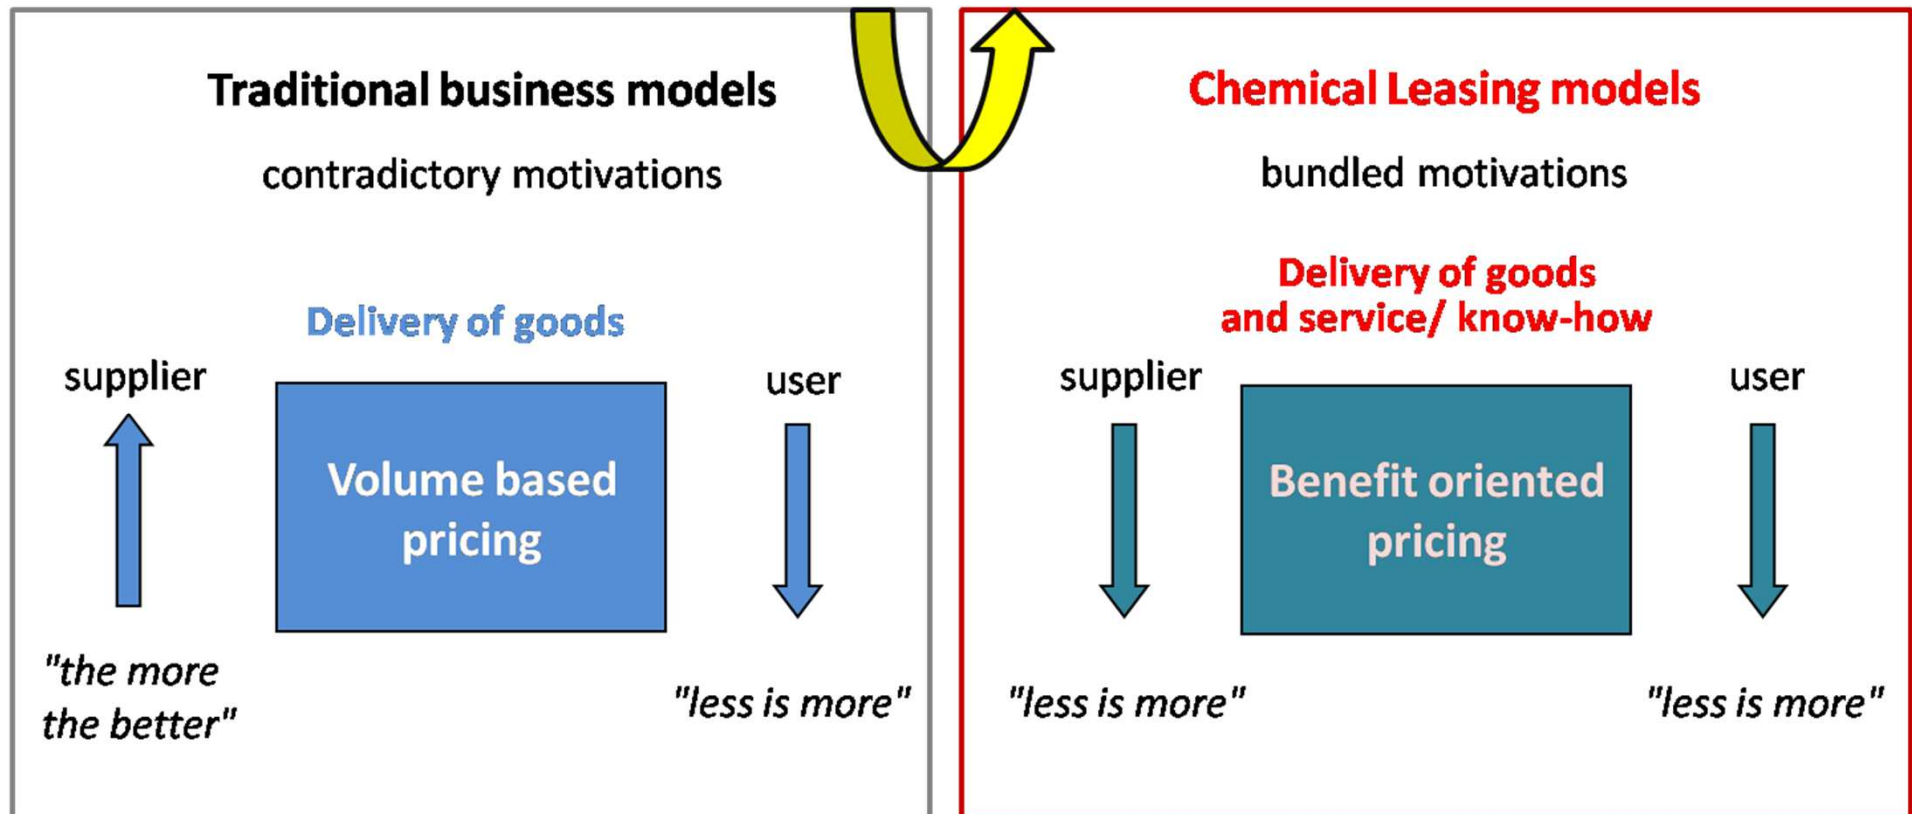 Traditional business models
contradictory motivations
Delivery of goods
supplier
user
Volume based
pricing
"the more
the better"
"less is more"
Chemical Leasing models
bundled motivations
Delivery of goods
and service/ know-how
supplier
user
Benefit oriented
pricing
"less is more"
"less is more"